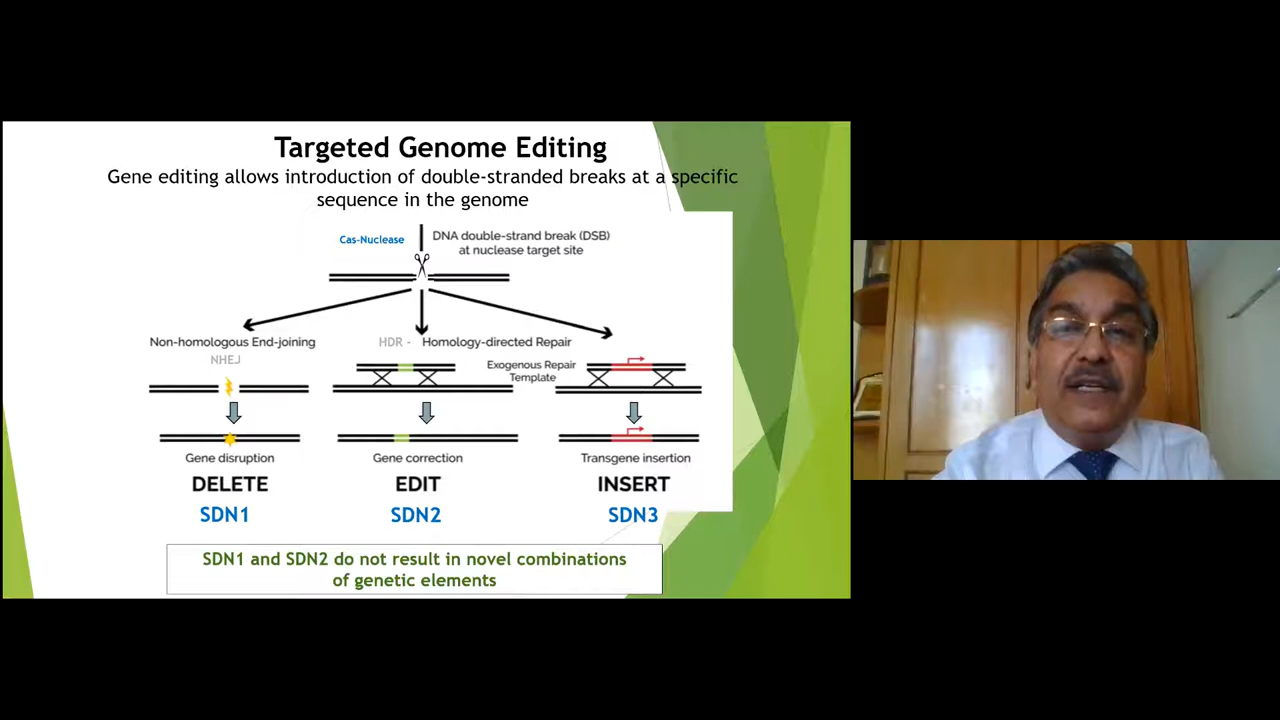 Targeted Genome Editing
Gene editing allows introduction of double-stranded breaks at a specific
sequence in the genome
Cas-Nuclease
DNA double-strand break (DSB)
at nuclease target site
Non-homologous End-joining
NHEJ
HDR - Homology-directed Repair
Exogenous Repair
Template
Gene disruption
Gene correction
Transgene insertion
DELETE
EDIT
INSERT
SDN1
SDN2
SDN3
SDN1 and SDN2 do not result in novel combinations
of genetic elements